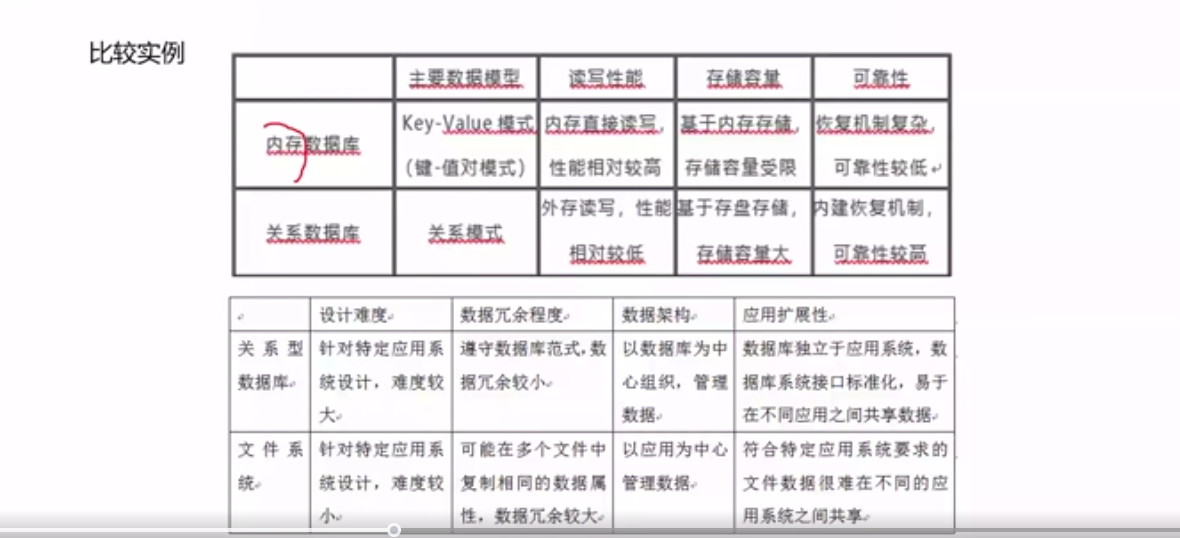 比较实例
主要数据模型 读写性能 存储容量 可靠性
内存数据库 Key-Value 模式（键-值对模式） 内存直接读写，性能相对较高 基于内存存储，存储容量受限 恢复机制复杂，可靠性较低
关系数据库 关系模式 外存读写，性能相对较低 基于存盘存储，存储容量大 内建恢复机制，可靠性较高
设计难度 数据冗余程度 数据架构 应用扩展性
关系型数据库 针对特定应用系统设计，难度较大 遵守数据库范式，数据冗余较小 以数据库为中心组织，管理数据 数据库独立于应用系统，数据库系统接口标准化，易于在不同应用之间共享数据
文件系统 针对特定应用系统设计，难度较小 可能在多个文件中复制相同的数据属性，数据冗余较大 以应用为中心管理数据 符合特定应用系统要求的文件数据很难在不同的应用系统之间共享